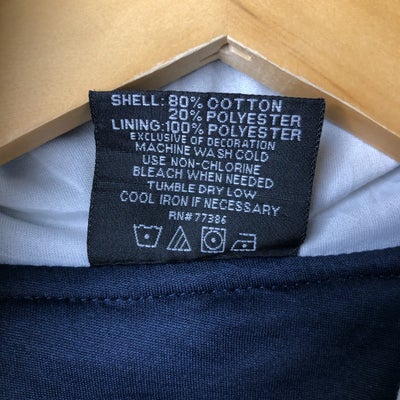 SHELL: 80% COTTON
20% POLYESTER
LINING: 100% POLYESTER
EXCLUSIVE OF DECORATION
MACHINE WASH COLD
USE NON-CHLORINE
BLEACH WHEN NEEDED
TUMBLE DRY LOW
COOL IRON IF NECESSARY
RN# 77386